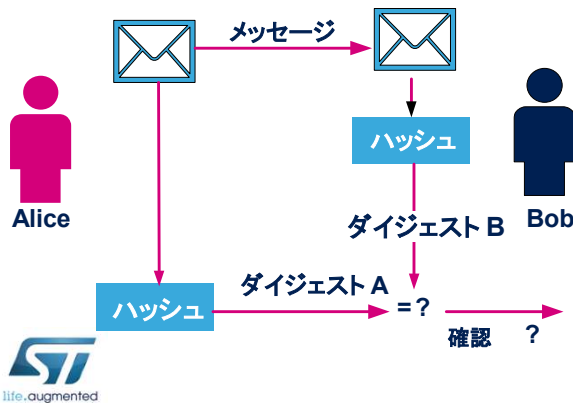 メッセージ
ハッシュ
Alice
ダイジェスト B
Bob
ダイジェスト A
ハッシュ
= ?
確認 ?
ST
life.augmented